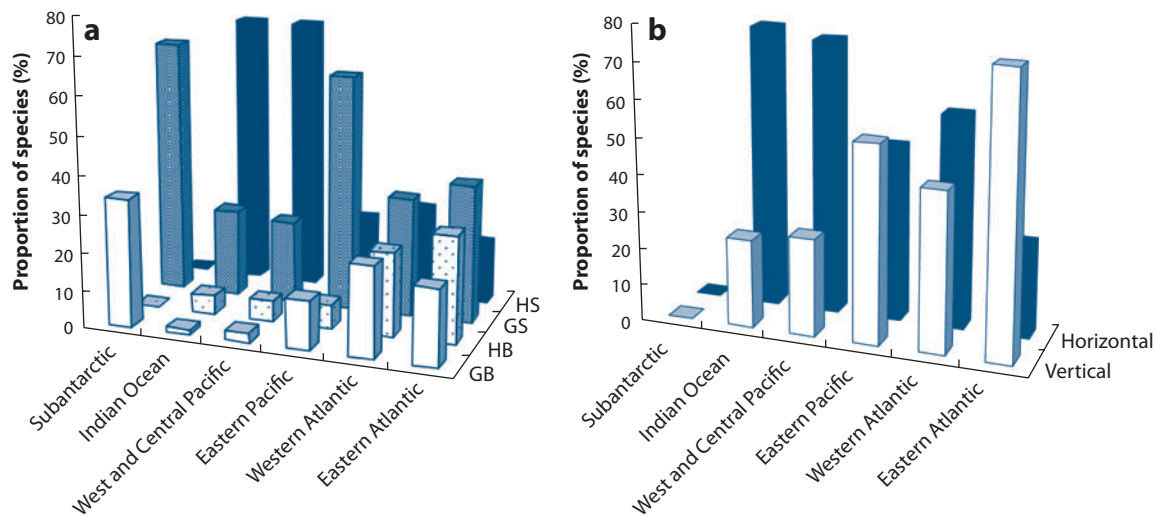 a
Proportion of species (%)
80
70
60
50
40
30
20
10
0
HS
GS
HB
GB
Subantarctic
Indian Ocean
West and Central Pacific
Eastern Pacific
Western Atlantic
Eastern Atlantic
b
Proportion of species (%)
80
70
60
50
40
30
20
10
0
Horizontal
Vertical
Subantarctic
Indian Ocean
West and Central Pacific
Eastern Pacific
Western Atlantic
Eastern Atlantic